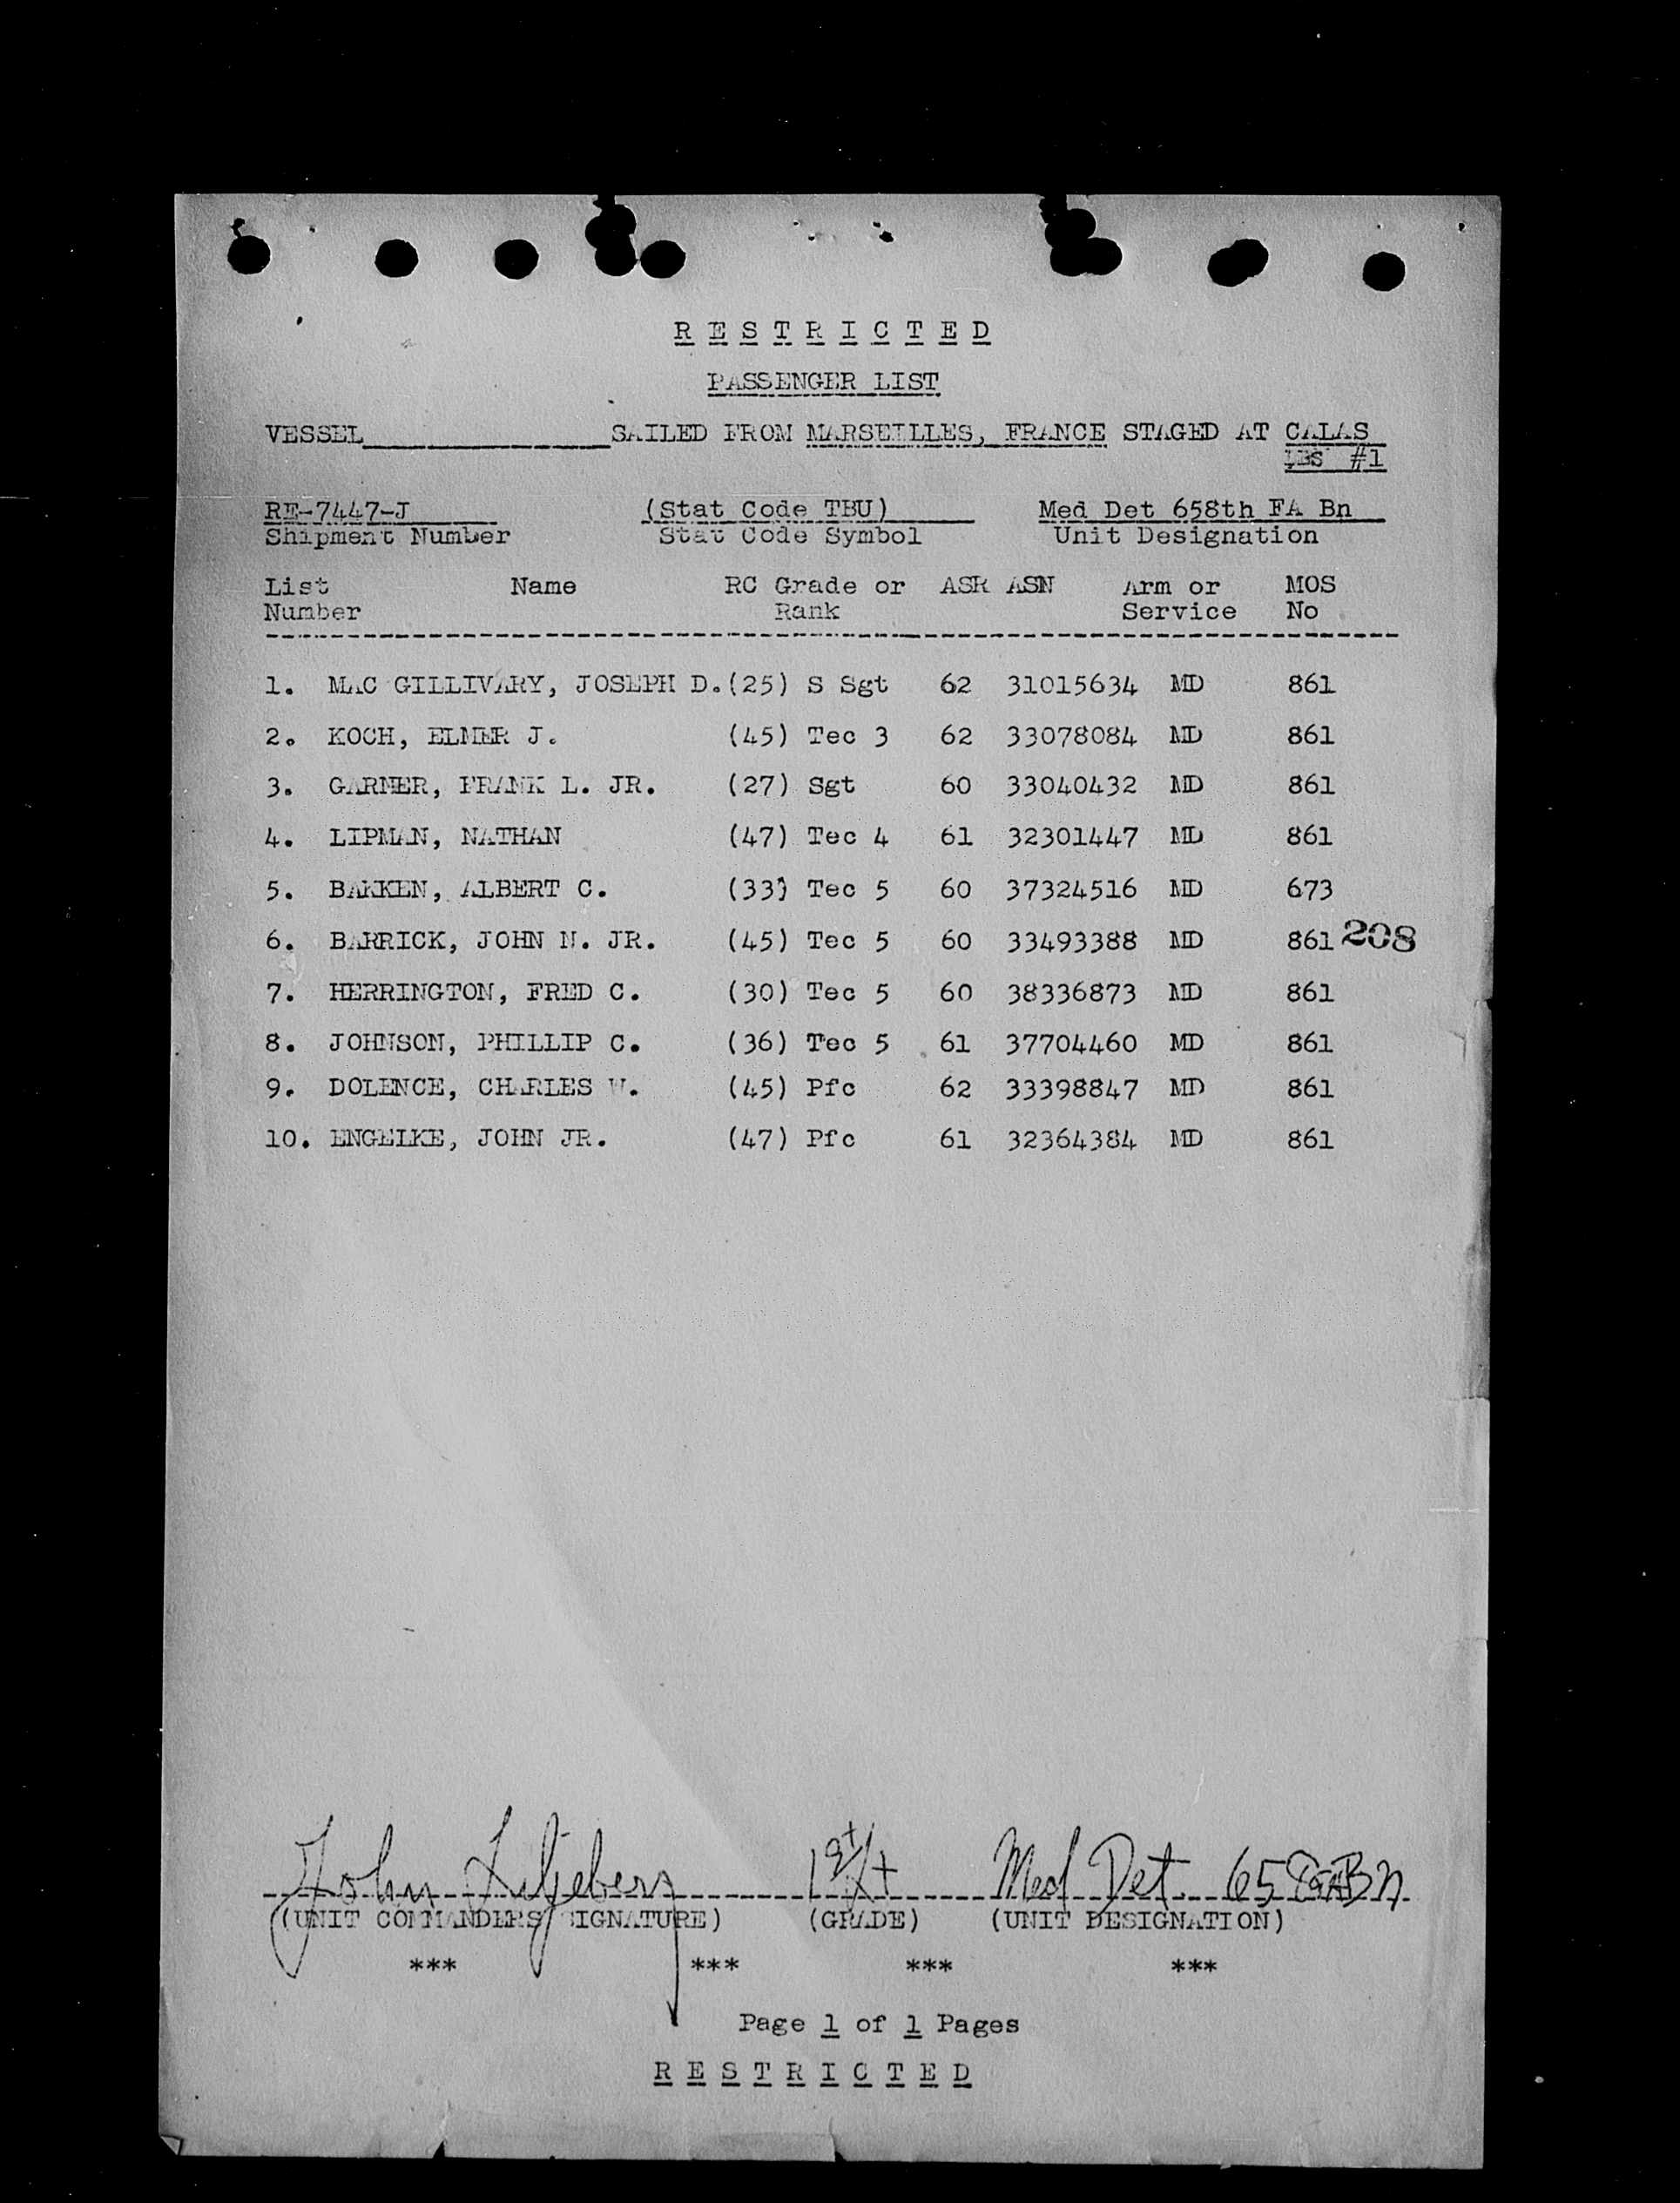 R E S T R I C T E D
PASSENGER LIST
VESSEL_______________SAILED FROM MARSEILLES, FRANCE STAGED AT CALAS
#1
RE-7447-J (Stat Code TBU) Med Det 658th FA Bn
Shipment Number Stat Code Symbol Unit Designation
List Name RC Grade or ASR ASN Arm or MOS
Number Rank Service No
1. MAC GILLIVARY, JOSEPH D. (25) S Sgt 62 31015634 MD 861
2. KOCH, ELMER J. (45) Tec 3 62 33078084 MD 861
3. GARNER, FRANK L. JR. (27) Sgt 60 33040432 MD 861
4. LIPMAN, NATHAN (47) Tec 4 61 32301447 MD 861
5. BAKKEN, ALBERT C. (33) Tec 5 60 37324516 MD 673
6. BARRICK, JOHN N. JR. (45) Tec 5 60 33493388 MD 861 208
7. HERRINGTON, FRED C. (30) Tec 5 60 38336873 MD 861
8. JOHNSON, PHILLIP C. (36) Tec 5 61 37704460 MD 861
9. DOLENCE, CHARLES W. (45) Pfc 62 33398847 MD 861
10. ENGELKE, JOHN JR. (47) Pfc 61 32364384 MD 861
John Liljeberg 1st Lt Med Det 658FABn
(UNIT COMMANDERS SIGNATURE) (GRADE) (UNIT DESIGNATION)
*** *** *** ***
Page 1 of 1 Pages
R E S T R I C T E D